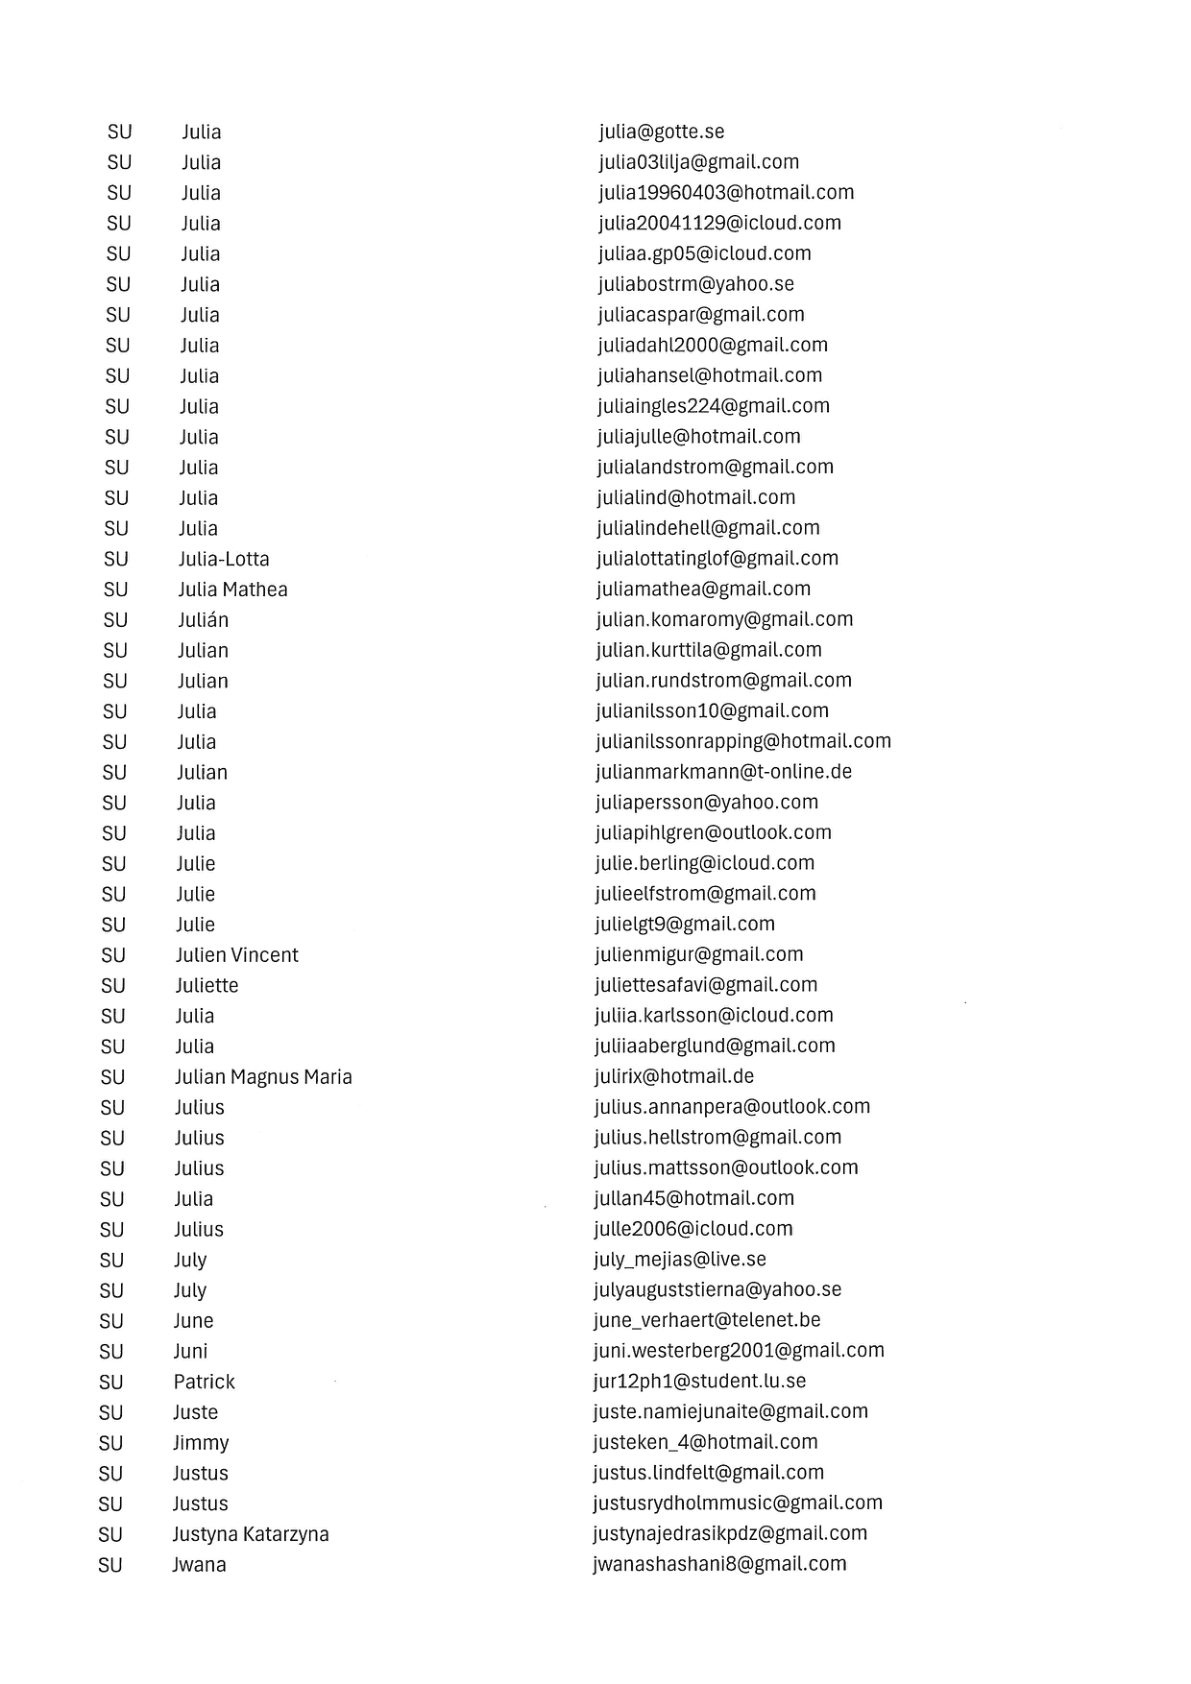 SU Julia julia@gotte.se
SU Julia julia03lilja@gmail.com
SU Julia julia19960403@hotmail.com
SU Julia julia20041129@icloud.com
SU Julia juliaa.gp05@icloud.com
SU Julia juliabostrm@yahoo.se
SU Julia juliacaspar@gmail.com
SU Julia juliadahl2000@gmail.com
SU Julia juliahansel@hotmail.com
SU Julia juliaingles224@gmail.com
SU Julia juliajulle@hotmail.com
SU Julia julialandstrom@gmail.com
SU Julia julialind@hotmail.com
SU Julia julialindehell@gmail.com
SU Julia-Lotta julialottatinglof@gmail.com
SU Julia Mathea juliamathea@gmail.com
SU Julián julian.komaromy@gmail.com
SU Julian julian.kurttila@gmail.com
SU Julian julian.rundstrom@gmail.com
SU Julia julianilsson10@gmail.com
SU Julia julianilssonrapping@hotmail.com
SU Julian julianmarkmann@t-online.de
SU Julia juliapersson@yahoo.com
SU Julia juliapihlgren@outlook.com
SU Julie julie.berling@icloud.com
SU Julie julieelfstrom@gmail.com
SU Julie julielgt9@gmail.com
SU Julien Vincent julienmigur@gmail.com
SU Juliette juliettesafavi@gmail.com
SU Julia juliia.karlsson@icloud.com
SU Julia juliiaaberglund@gmail.com
SU Julian Magnus Maria julirix@hotmail.de
SU Julius julius.annanpera@outlook.com
SU Julius julius.hellstrom@gmail.com
SU Julius julius.mattsson@outlook.com
SU Julia jullan45@hotmail.com
SU Julius julle2006@icloud.com
SU July july_mejias@live.se
SU July julyauguststierna@yahoo.se
SU June june_verhaert@telenet.be
SU Juni juni.westerberg2001@gmail.com
SU Patrick jur12ph1@student.lu.se
SU Juste juste.namiejunaite@gmail.com
SU Jimmy justeken_4@hotmail.com
SU Justus justus.lindfelt@gmail.com
SU Justus justusrydholmmusic@gmail.com
SU Justyna Katarzyna justynajedrasikpdz@gmail.com
SU Jwana jwanashashani8@gmail.com